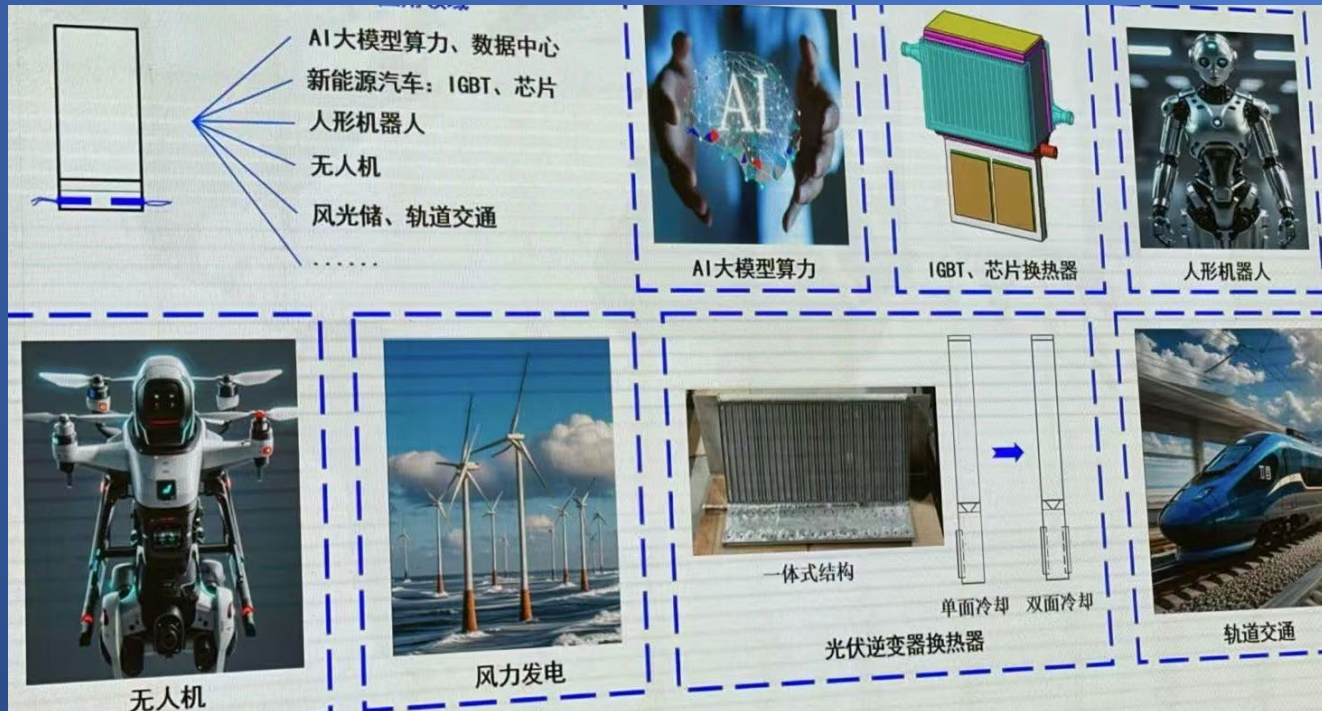 AI大模型算力、数据中心
新能源汽车：IGBT、芯片
人形机器人
无人机
风光储、轨道交通
......
AI
AI大模型算力
IGBT、芯片换热器
人形机器人
无人机
风力发电
一体式结构
单面冷却
双面冷却
光伏逆变器换热器
轨道交通